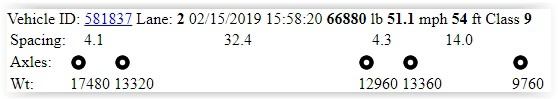 Vehicle ID: 581837 Lane: 2 02/15/2019 15:58:20 66880 lb 51.1 mph 54 ft Class 9
Spacing: 4.1 32.4 4.3 14.0
Axles:
Wt: 17480 13320 12960 13360 9760